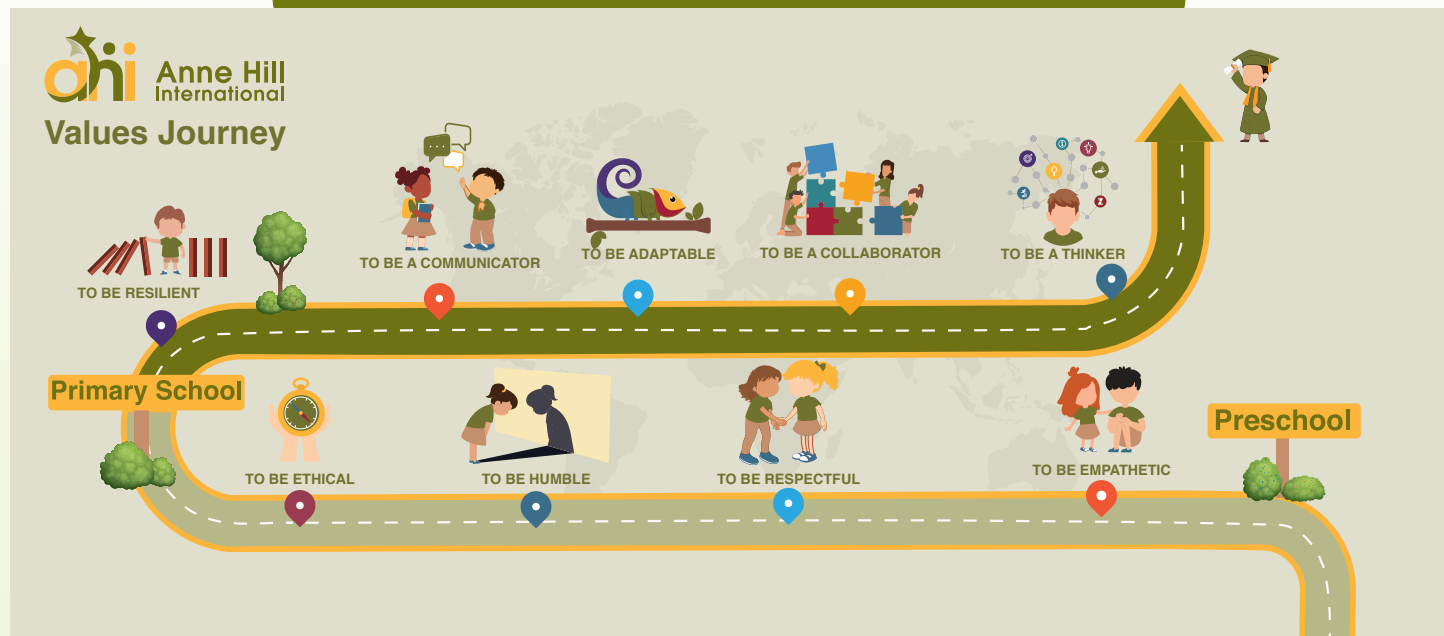 ahi
Anne Hill
International
Values Journey
TO BE RESILIENT
TO BE A COMMUNICATOR
TO BE ADAPTABLE
TO BE A COLLABORATOR
TO BE A THINKER
Primary School
TO BE ETHICAL
TO BE HUMBLE
TO BE RESPECTFUL
TO BE EMPATHETIC
Preschool